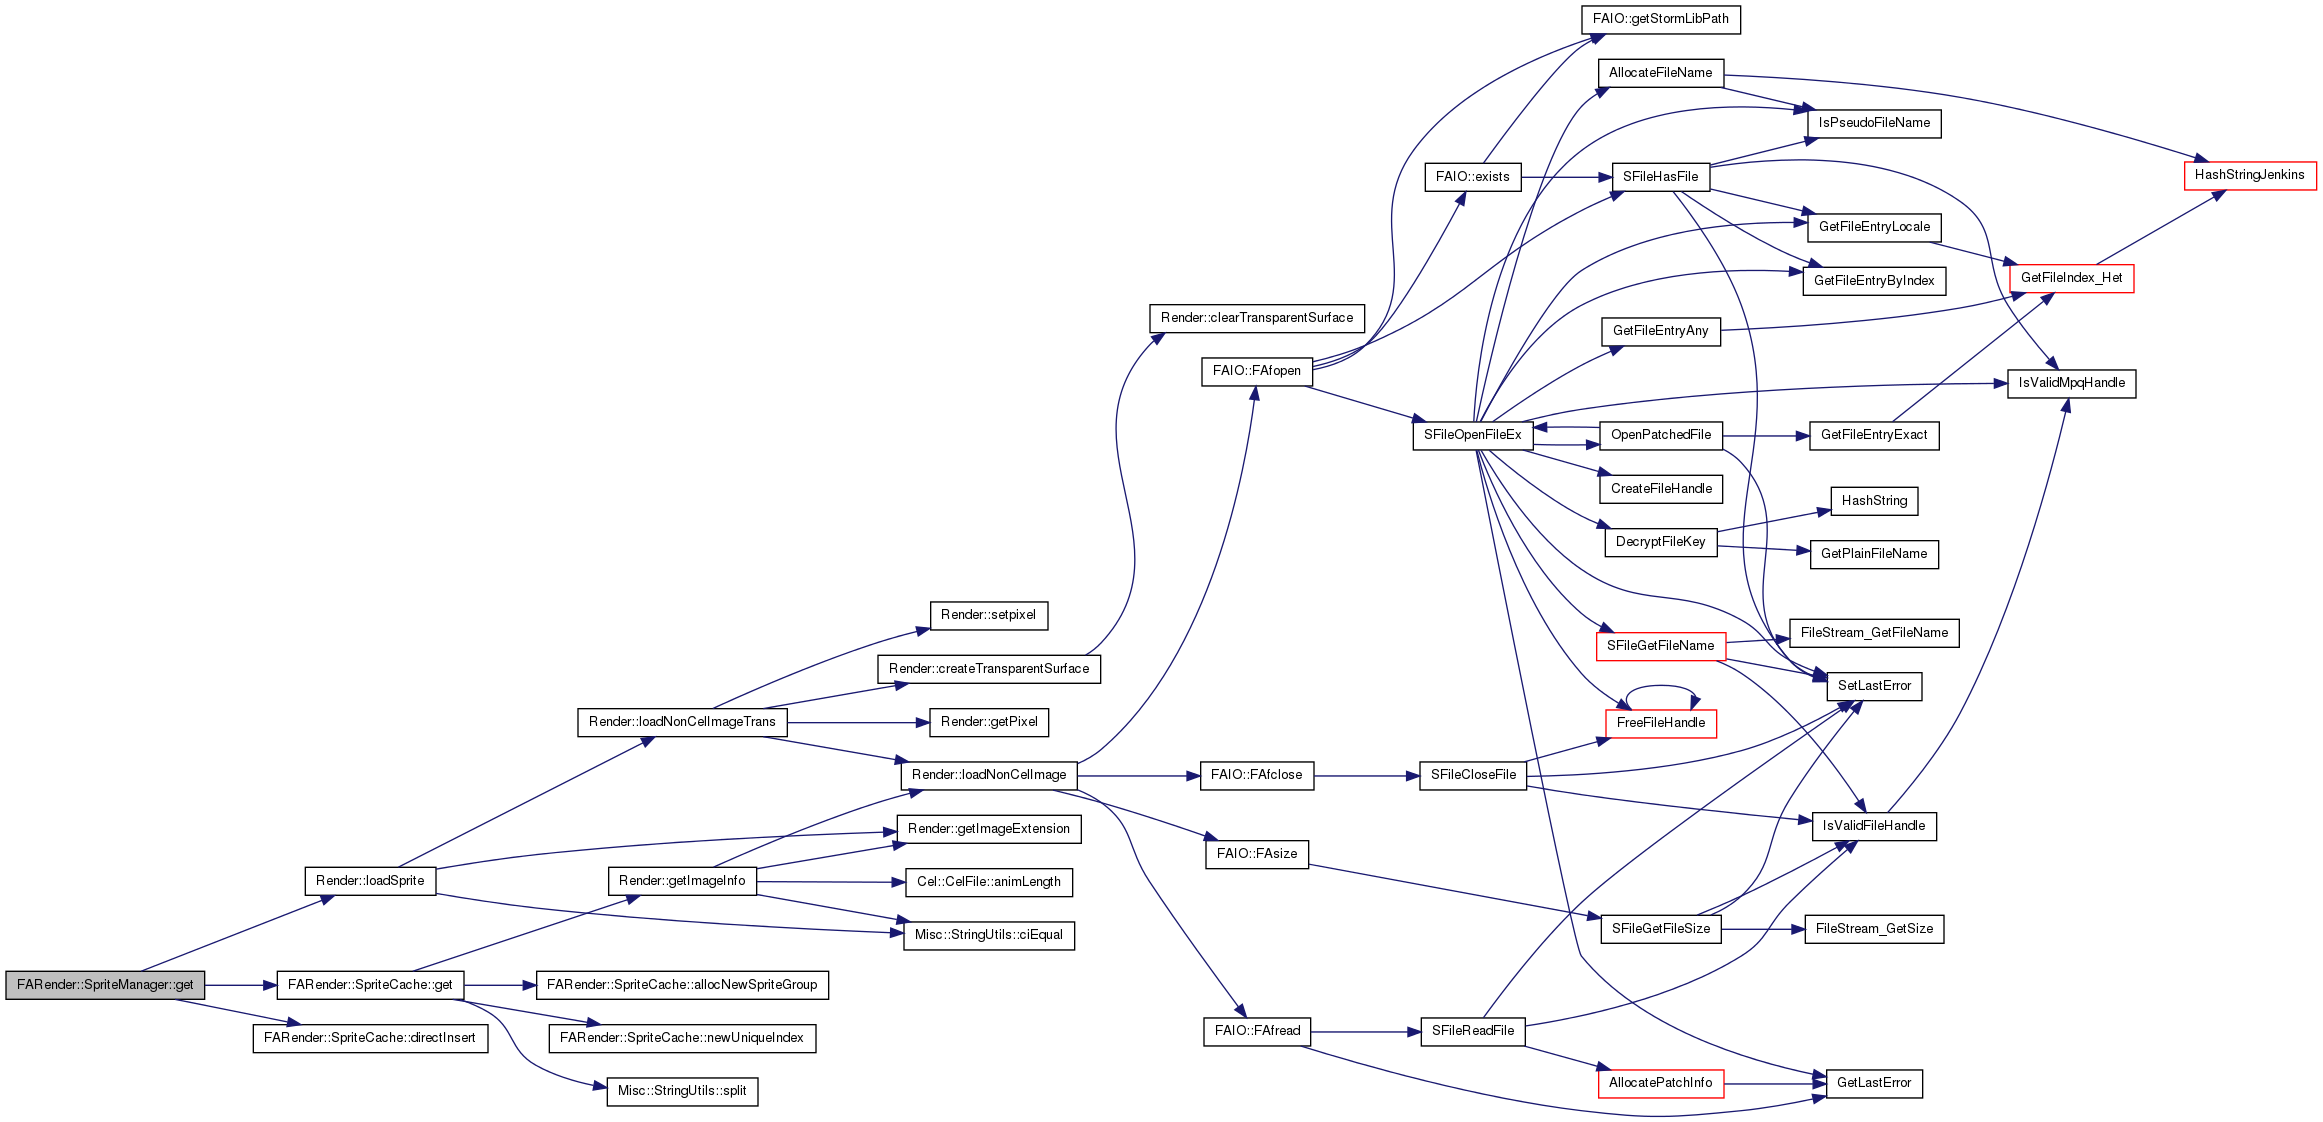 FAIO::getStormLibPath
AllocateFileName
IsPseudoFileName
FAIO::exists
SFileHasFile
HashStringJenkins
GetFileEntryLocale
GetFileIndex_Het
GetFileEntryByIndex
Render::clearTransparentSurface
GetFileEntryAny
FAIO::FAfopen
IsValidMpqHandle
SFileOpenFileEx
OpenPatchedFile
GetFileEntryExact
CreateFileHandle
HashString
DecryptFileKey
GetPlainFileName
Render::setpixel
FileStream_GetFileName
SFileGetFileName
Render::createTransparentSurface
SetLastError
Render::loadNonCelImageTrans
Render::getPixel
FreeFileHandle
Render::loadNonCelImage
FAIO::FAfclose
SFileCloseFile
Render::getImageExtension
IsValidFileHandle
FAIO::FAsize
Render::loadSprite
Render::getImageInfo
Cel::CelFile::animLength
Misc::StringUtils::ciEqual
SFileGetFileSize
FileStream_GetSize
FARender::SpriteManager::get
FARender::SpriteCache::get
FARender::SpriteCache::allocNewSpriteGroup
FARender::SpriteCache::directInsert
FARender::SpriteCache::newUniqueIndex
FAIO::FAfread
SFileReadFile
Misc::StringUtils::split
AllocatePatchInfo
GetLastError